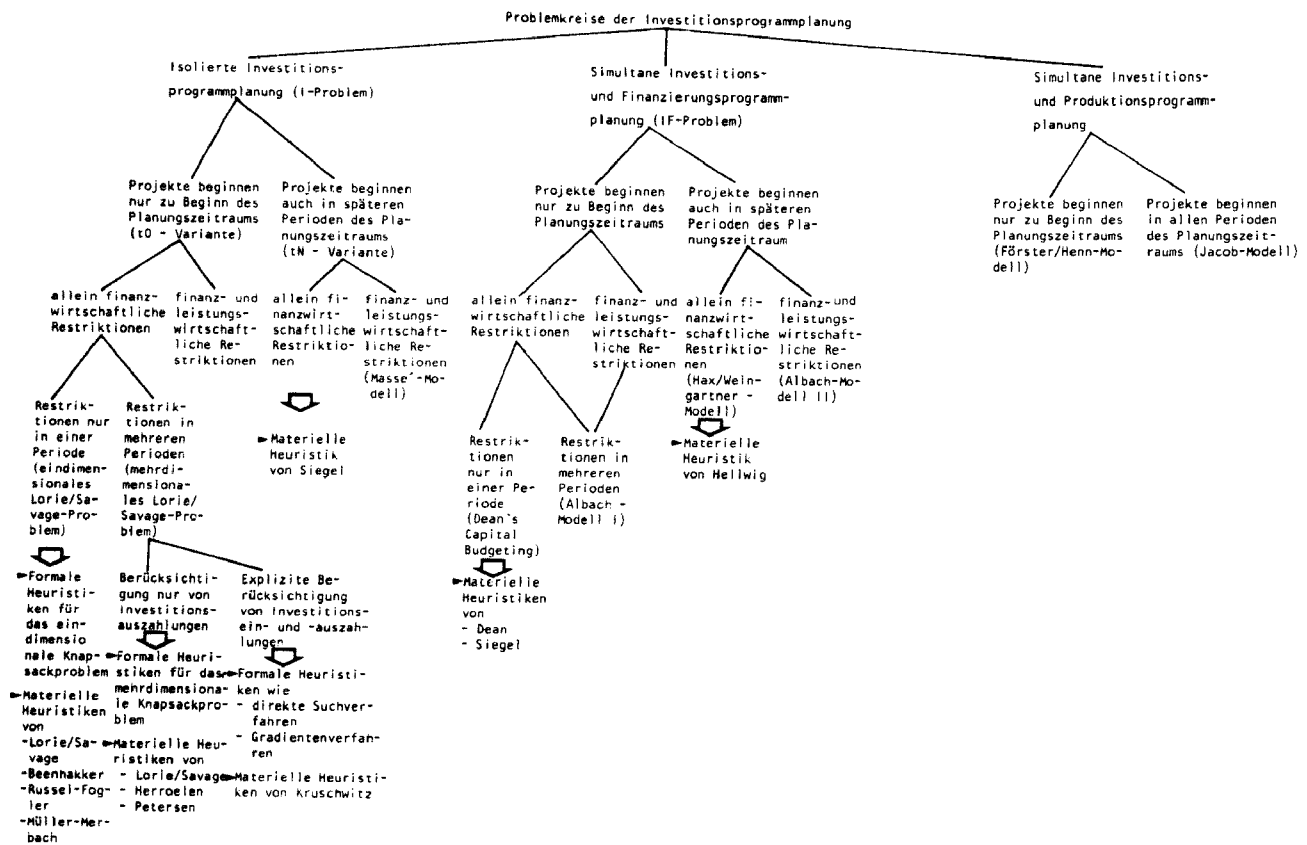 Problemkreise der Investitionsprogrammplanung
Isolierte Investitions-
programmplanung (I-Problem)
Simultane Investitions-
und Finanzierungsprogramm-
planung (IF-Problem)
Simultane Investitions-
und Produktionsprogramm-
planung
Projekte beginnen
nur zu Beginn des
Planungszeitraums
(t0 - Variante)
Projekte beginnen
auch in späteren
Perioden des Pla-
nungszeitraums
(tN - Variante)
Projekte beginnen
nur zu Beginn des
Planungszeitraums
Projekte beginnen
auch in späteren
Perioden des Pla-
nungszeitraum
Projekte beginnen
nur zu Beginn des
Planungszeitraums
(Förster/Henn-Mo-
dell)
Projekte beginnen
in allen Perioden
des Planungszeit-
raums (Jacob-Modell)
allein finanz-
wirtschaftliche
Restriktionen
finanz- und
leistungs-
wirtschaft-
liche Re-
striktionen
allein fi-
nanzwirt-
schaftliche
Restriktio-
nen
finanz- und
leistungs-
wirtschaft-
liche Re-
striktionen
(Masse´-Mo-
dell)
allein finanz-
wirtschaftliche
Restriktionen
finanz- und
leistungs-
wirtschaft-
liche Re-
striktionen
allein fi-
nanzwirt-
schaftliche
Restriktio-
nen
(Hax/Wein-
gartner -
Modell)
finanz- und
leistungs-
wirtschaft-
liche Re-
striktionen
(Albach-Mo-
dell II)
Restrik-
tionen nur
in einer
Periode
(eindimen-
sionales
Lorie/Sa-
vage-Pro-
blem)
Restrik-
tionen in
mehreren
Perioden
(mehrdi-
mensiona-
les Lorie/
Savage-Pro-
blem)
Materielle
Heuristik
von Siegel
Restrik-
tionen
nur in
einer Pe-
riode
(Dean`s
Capital
Budgeting)
Restrik-
tionen in
mehreren
Perioden
(Albach -
Modell I)
Materielle
Heuristik
von Hellwig
Formale
Heuristi-
ken für
das ein-
dimensio
nale Knap-
sackproblem
Materielle
Heuristiken
von
-Lorie/Sa-
vage
-Beenhakker
-Russel-Fog-
ler
-Müller-Mer-
bach
Berücksichti-
gung nur von
Investitions-
auszahlungen
Formale Heuri-
stiken für das
mehrdimensiona-
le Knapsackpro-
blem
Materielle Heu-
ristiken von
- Lorie/Savage
- Herroelen
- Petersen
Explizite Be-
rücksichtigung
von Investitions-
ein- und -auszah-
lungen
Formale Heuristi-
ken wie
- direkte Suchver-
fahren
- Gradientenverfah-
ren
Materielle Heuristi-
ken von Kruschwitz
Materielle
Heuristiken
von
- Dean
- Siegel